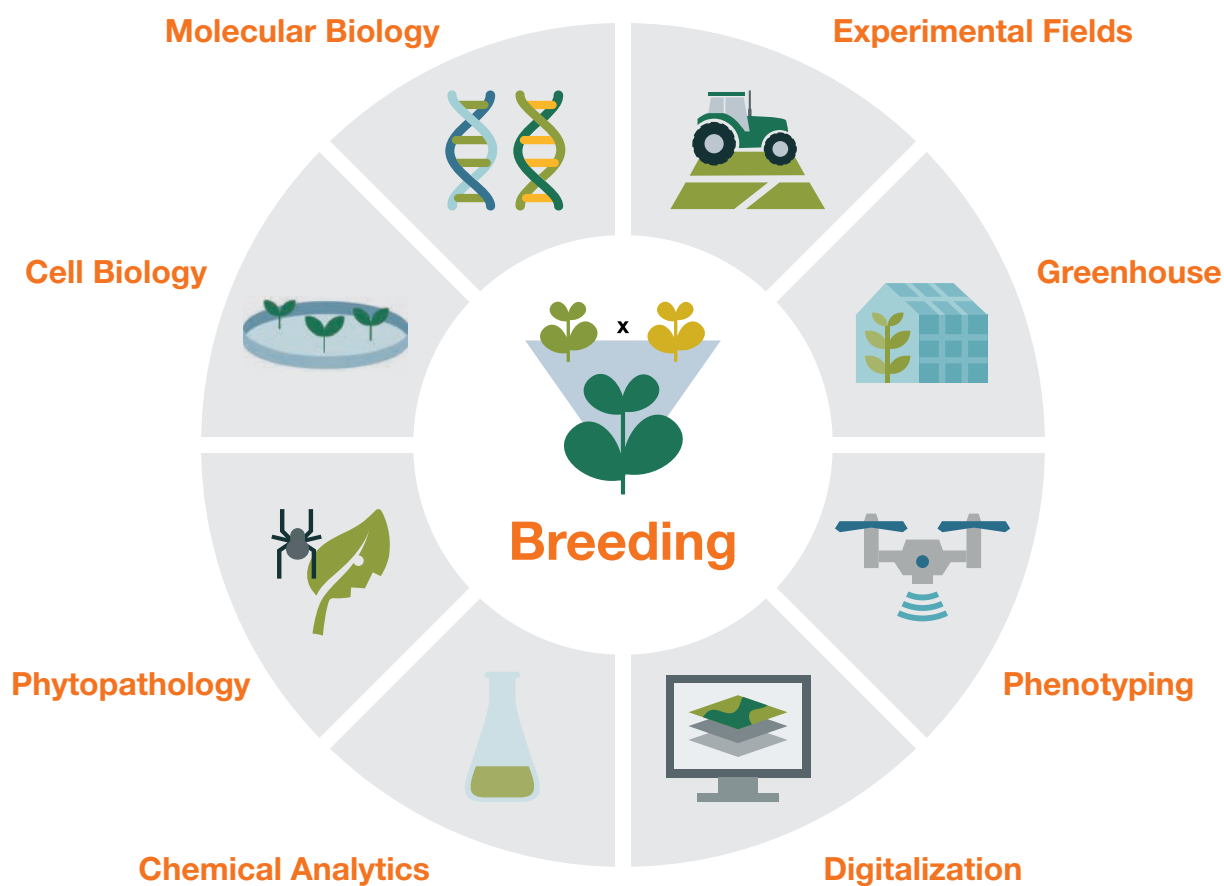 Molecular Biology
Experimental Fields
Cell Biology
Greenhouse
x
Breeding
Phytopathology
Phenotyping
Chemical Analytics
Digitalization